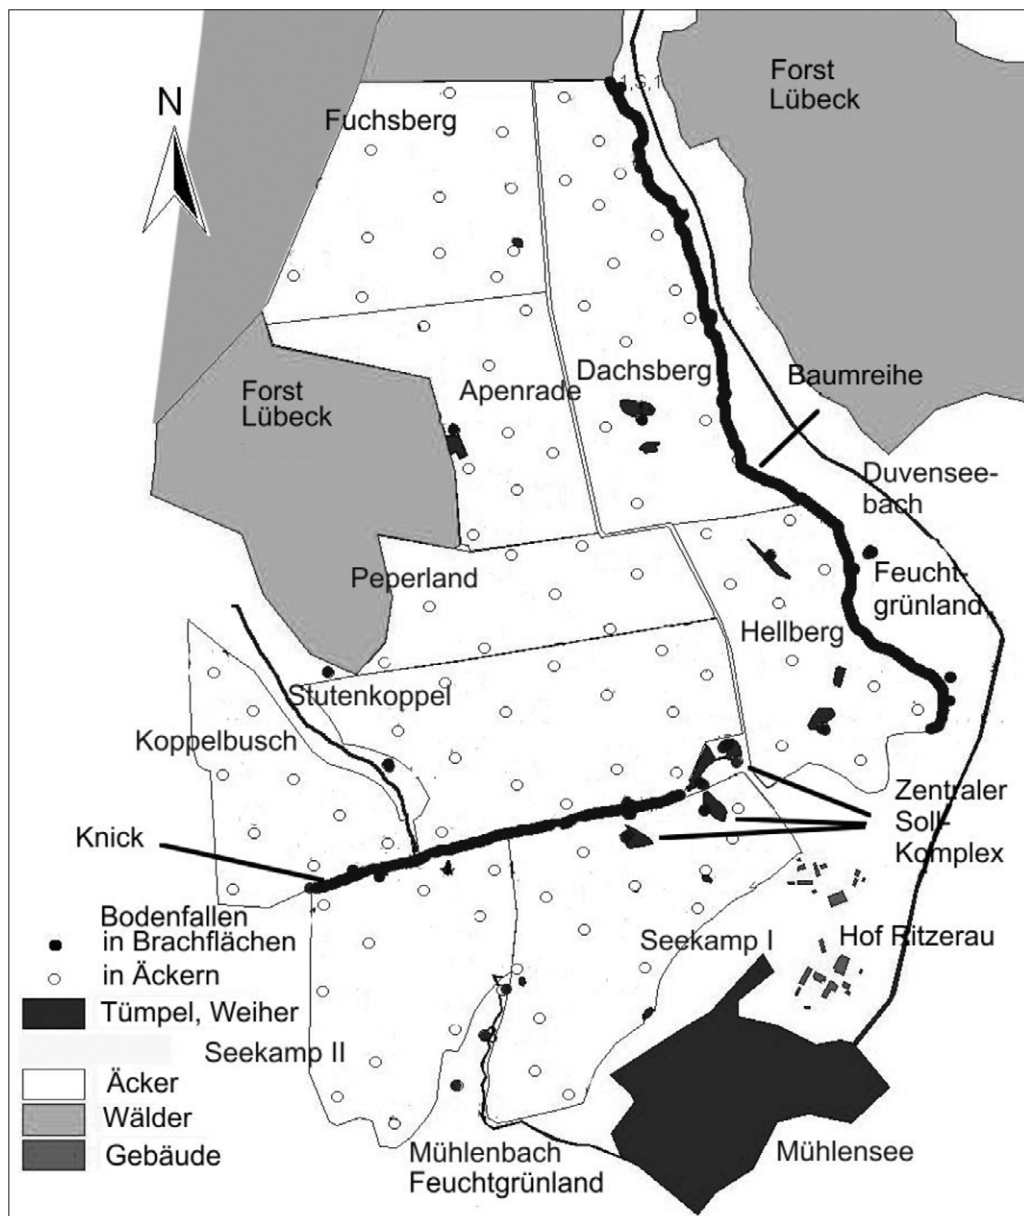 Forst
Lübeck
N
Fuchsberg
Dachsberg
Baumreihe
Forst
Lübeck
Apenrade
Duvensee-
bach
Peperland
Feucht-
grünland
Hellberg
Stutenkoppel
Koppelbusch
Knick
Zentraler
Soll-
Komplex
Bodenfallen
in Brachflächen
in Äckern
Tümpel, Weiher
Seekamp I
Hof Ritzerau
Seekamp II
Äcker
Wälder
Gebäude
Mühlenbach
Feuchtgrünland
Mühlensee